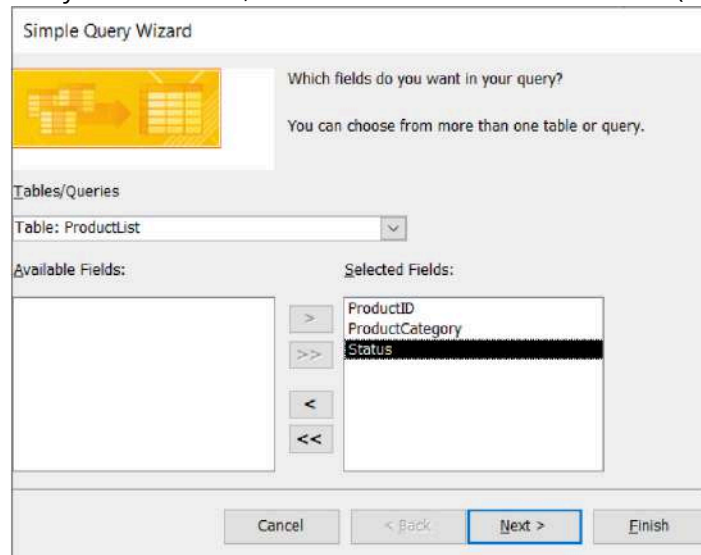 Simple Query Wizard
Which fields do you want in your query?
You can choose from more than one table or query.
Tables/Queries
Table: ProductList
Available Fields:
Selected Fields:
ProductID
ProductCategory
Status
>
>>
<
<<
Cancel
< Back
Next >
Finish